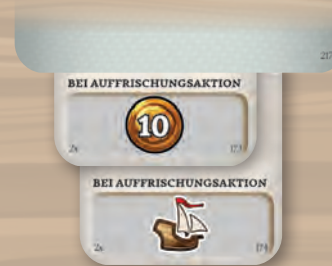 217
BEI AUFFRISCHUNGSAKTION
10
2x 173
BEI AUFFRISCHUNGSAKTION
2x 174